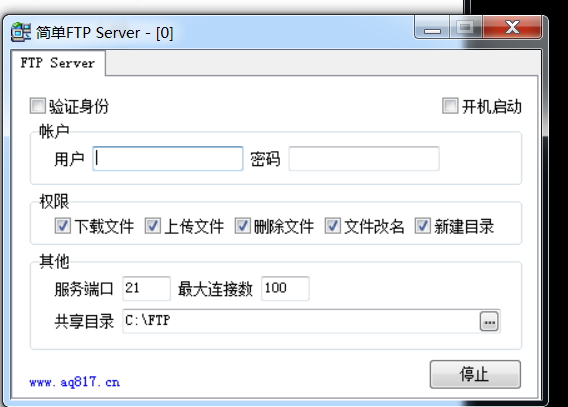 简单FTP Server - [0]
FTP Server
验证身份 开机启动
帐户
用户 密码
权限
下载文件 上传文件 删除文件 文件改名 新建目录
其他
服务端口 21 最大连接数 100
共享目录 C:\FTP ...
www.aq817.cn 停止